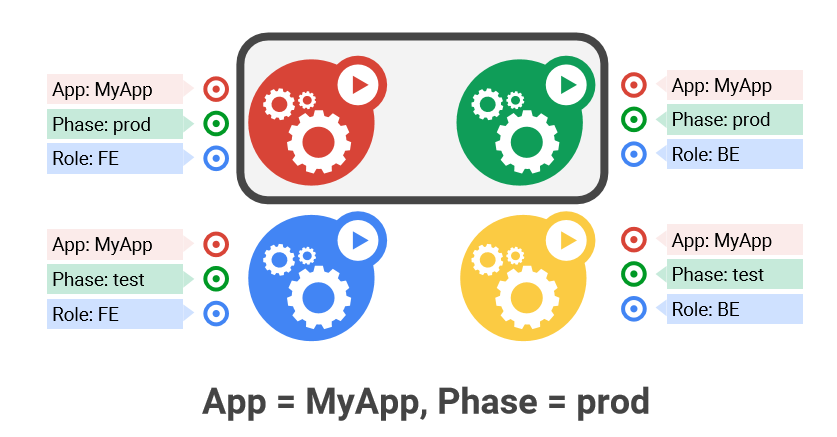 App: MyApp
Phase: prod
Role: FE
App: MyApp
Phase: prod
Role: BE
App: MyApp
Phase: test
Role: FE
App: MyApp
Phase: test
Role: BE
App = MyApp, Phase = prod